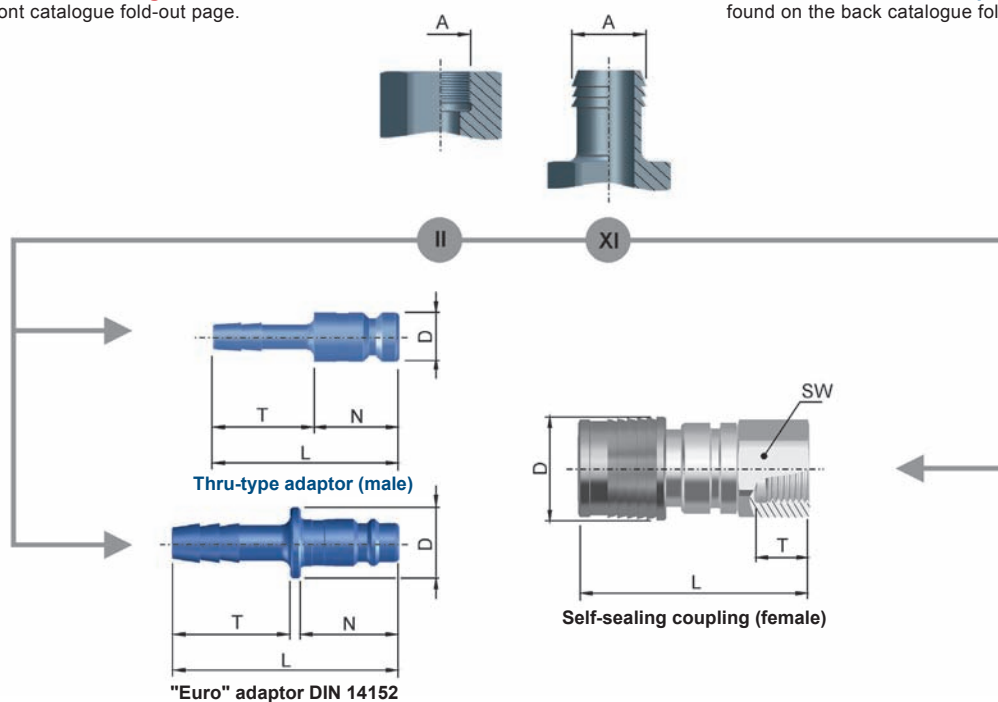 ont catalogue fold-out page.
found on the back catalogue fol
A
A
II
XI
D
T
N
L
Thru-type adaptor (male)
D
T
N
L
"Euro" adaptor DIN 14152
SW
D
T
L
Self-sealing coupling (female)